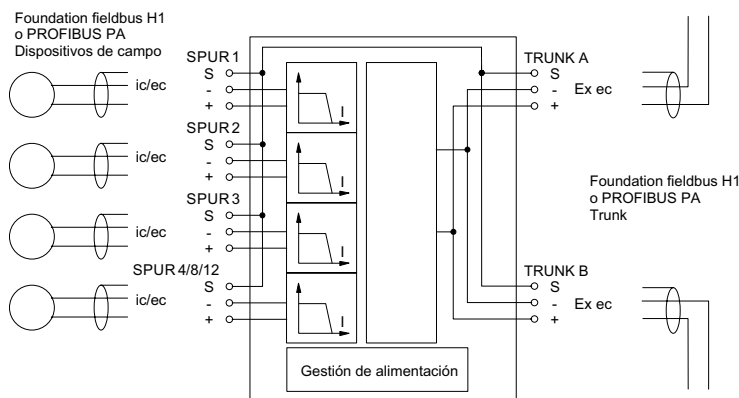 Foundation fieldbus H1
o PROFIBUS PA
Dispositivos de campo
SPUR 1
S
-
+
ic/ec
I
SPUR 2
S
-
+
ic/ec
I
SPUR 3
S
-
+
ic/ec
I
SPUR 4/8/12
S
-
+
ic/ec
I
Gestión de alimentación
TRUNK A
S
-
+
Ex ec
Foundation fieldbus H1
o PROFIBUS PA
Trunk
TRUNK B
S
-
+
Ex ec